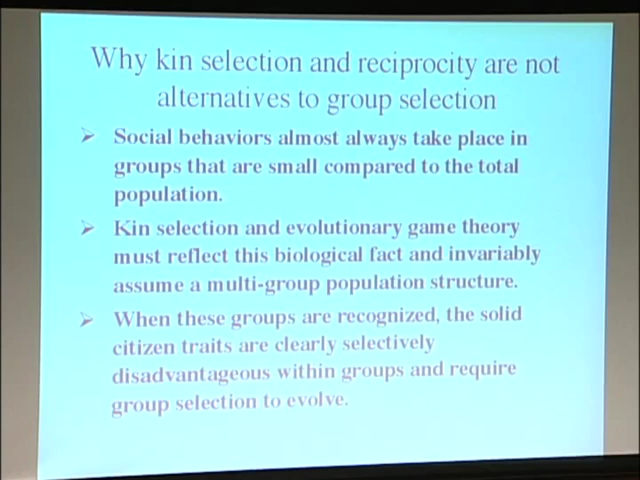 Why kin selection and reciprocity are not
alternatives to group selection
➢ Social behaviors almost always take place in
groups that are small compared to the total
population.
➢ Kin selection and evolutionary game theory
must reflect this biological fact and invariably
assume a multi-group population structure.
➢ When these groups are recognized, the solid
citizen traits are clearly selectively
disadvantageous within groups and require
group selection to evolve.